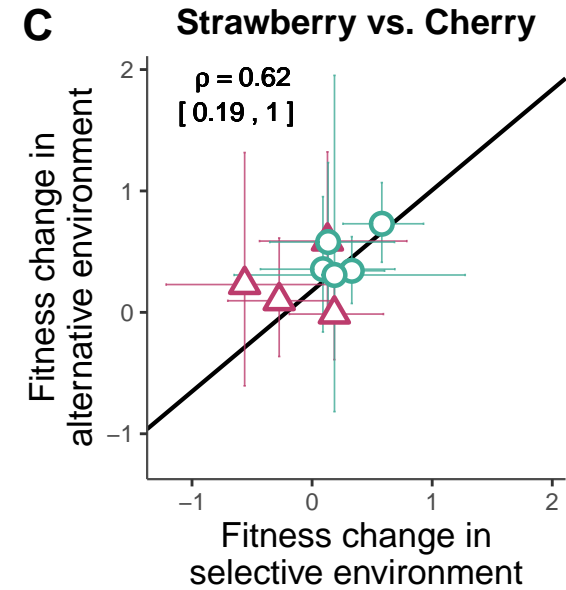 C
Strawberry vs. Cherry
ρ = 0.62
[ 0.19 , 1 ]
Fitness change in
alternative environment
2
1
0
−1
−1
0
1
2
Fitness change in
selective environment